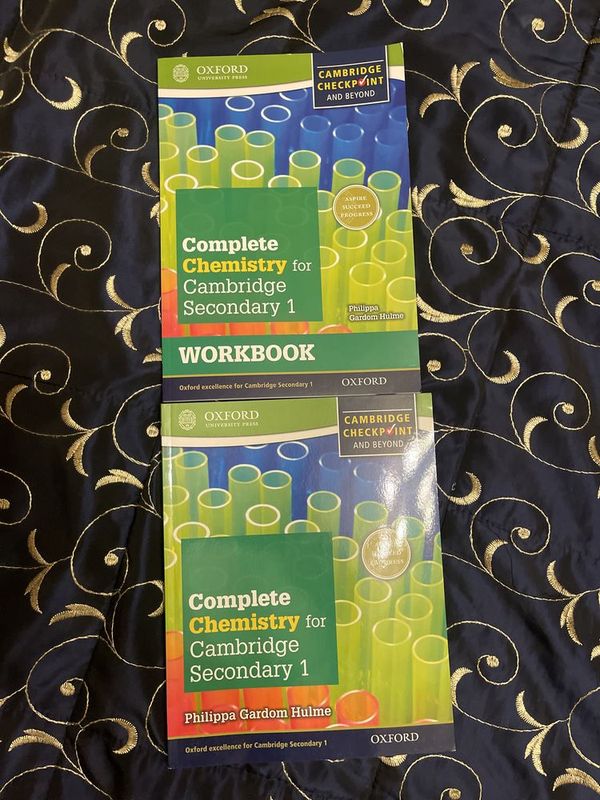 OXFORD
UNIVERSITY PRESS
CAMBRIDGE
CHECKPOINT
AND BEYOND
ASPIRE
SUCCEED
PROGRESS
Complete
Chemistry for
Cambridge
Secondary 1
Philippa
Gardom Hulme
WORKBOOK
Oxford excellence for Cambridge Secondary 1
OXFORD
OXFORD
UNIVERSITY PRESS
CAMBRIDGE
CHECKPOINT
AND BEYOND
Complete
Chemistry for
Cambridge
Secondary 1
Philippa Gardom Hulme
Oxford excellence for Cambridge Secondary 1
OXFORD